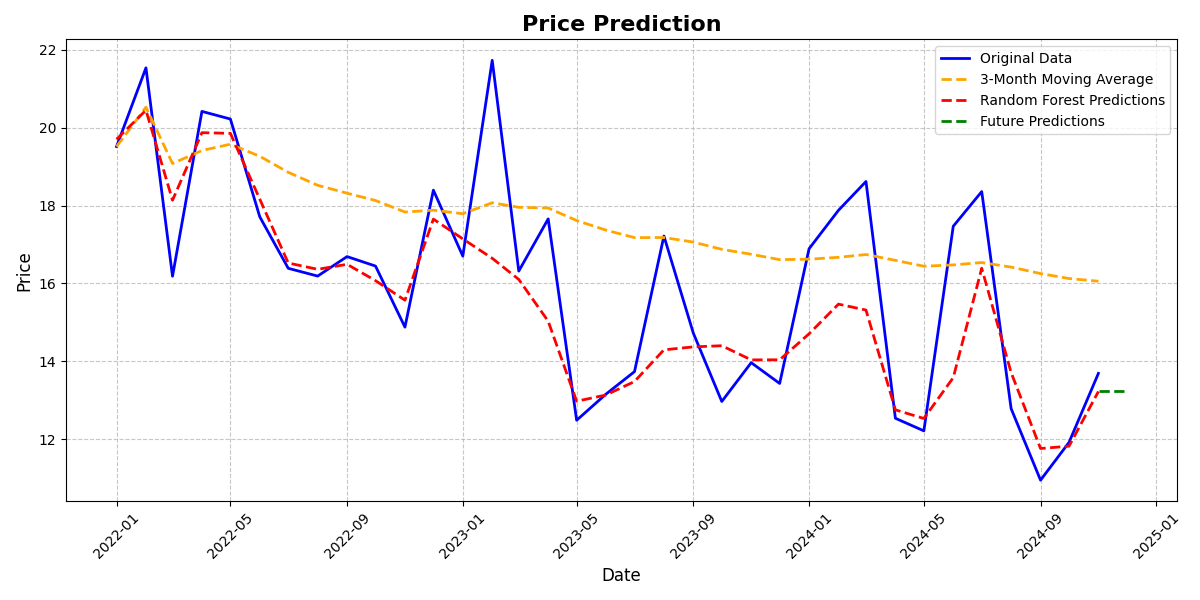 Price Prediction
Original Data
3-Month Moving Average
Random Forest Predictions
Future Predictions
Price
22
20
18
16
14
12
2022-01
2022-05
2022-09
2023-01
2023-05
2023-09
2024-01
2024-05
2024-09
2025-01
Date